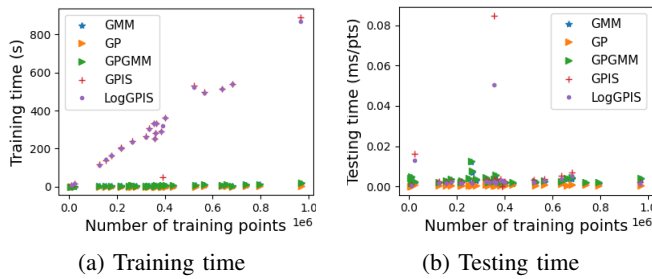 Training time (s)
800
600
400
200
0
GMM
GP
GPGMM
GPIS
LogGPIS
0.0 0.2 0.4 0.6 0.8 1.0
1e6
Number of training points
(a) Training time
Testing time (ms/pts)
0.08
0.06
0.04
0.02
0.00
GMM
GP
GPGMM
GPIS
LogGPIS
0.0 0.2 0.4 0.6 0.8 1.0
1e6
Number of training points
(b) Testing time